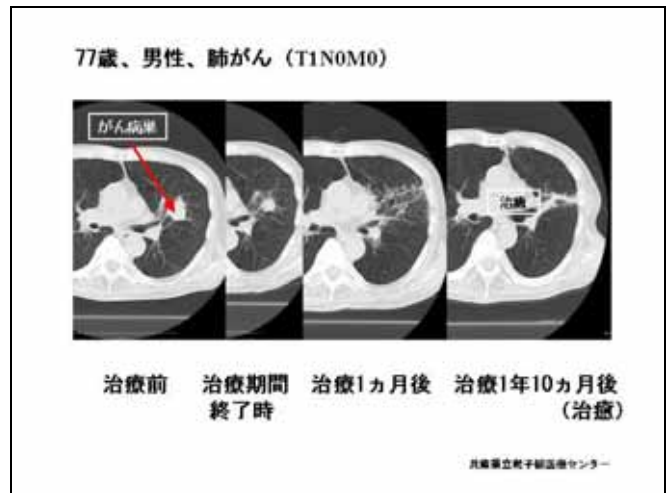 77歳、男性、肺がん（T1N0M0）
がん病巣
治癒
治療前
治療期間
終了時
治療1ヵ月後
治療1年10ヵ月後
（治癒）
兵庫県立粒子線医療センター